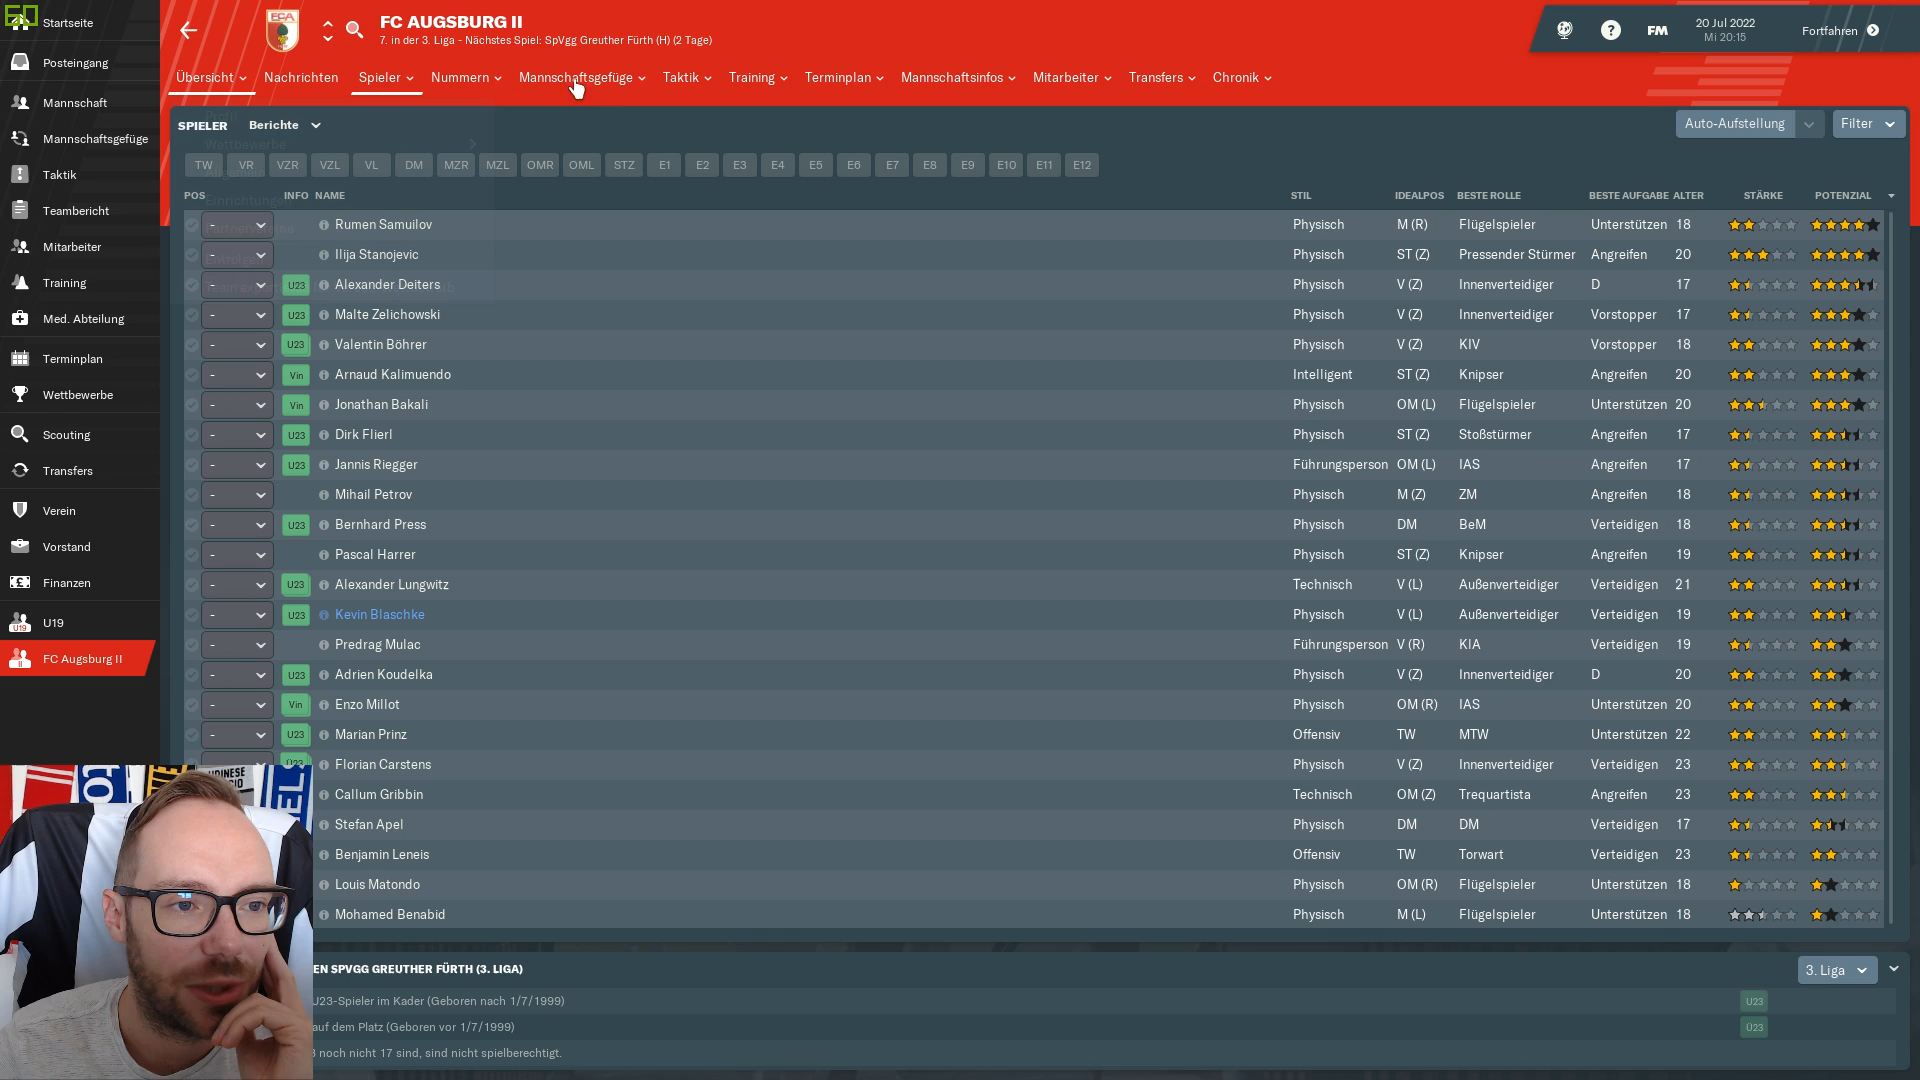 60
Startseite
Posteingang
Mannschaft
Mannschaftsgefüge
Taktik
Teambericht
Mitarbeiter
Training
Med. Abteilung
Terminplan
Wettbewerbe
Scouting
Transfers
Verein
Vorstand
Finanzen
U19
FC Augsburg II
FC AUGSBURG II
7. in der 3. Liga - Nächstes Spiel: SpVgg Greuther Fürth (H) (2 Tage)
FM
20 Jul 2022
Mi 20:15
Fortfahren
Übersicht Nachrichten Spieler Nummern Mannschaftsgefüge Taktik Training Terminplan Mannschaftsinfos Mitarbeiter Transfers Chronik
SPIELER Berichte Auto-Aufstellung Filter
TW VR VZR VZL VL DM MZR MZL OMR OML STZ E1 E2 E3 E4 E5 E6 E7 E8 E9 E10 E11 E12
POS INFO NAME STIL IDEALPOS BESTE ROLLE BESTE AUFGABE ALTER STÄRKE POTENZIAL
- Rumen Samuilov Physisch M (R) Flügelspieler Unterstützen 18
- Ilija Stanojevic Physisch ST (Z) Pressender Stürmer Angreifen 20
- U23 Alexander Deiters Physisch V (Z) Innenverteidiger D 17
- U23 Malte Zelichowski Physisch V (Z) Innenverteidiger Vorstopper 17
- U23 Valentin Böhrer Physisch V (Z) KIV Vorstopper 18
- Vin Arnaud Kalimuendo Intelligent ST (Z) Knipser Angreifen 20
- Vin Jonathan Bakali Physisch OM (L) Flügelspieler Unterstützen 20
- U23 Dirk Flierl Physisch ST (Z) Stoßstürmer Angreifen 17
- U23 Jannis Riegger Führungsperson OM (L) IAS Angreifen 17
- Mihail Petrov Physisch M (Z) ZM Angreifen 18
- U23 Bernhard Press Physisch DM BeM Verteidigen 18
- Pascal Harrer Physisch ST (Z) Knipser Angreifen 19
- U23 Alexander Lungwitz Technisch V (L) Außenverteidiger Verteidigen 21
- U23 Kevin Blaschke Physisch V (L) Außenverteidiger Verteidigen 19
- Predrag Mulac Führungsperson V (R) KIA Verteidigen 19
- U23 Adrien Koudelka Physisch V (Z) Innenverteidiger D 20
- Vin Enzo Millot Physisch OM (R) IAS Unterstützen 20
- U23 Marian Prinz Offensiv TW MTW Unterstützen 22
Florian Carstens Physisch V (Z) Innenverteidiger Verteidigen 23
Callum Gribbin Technisch OM (Z) Trequartista Angreifen 23
Stefan Apel Physisch DM DM Verteidigen 17
Benjamin Leneis Offensiv TW Torwart Verteidigen 23
Louis Matondo Physisch OM (R) Flügelspieler Unterstützen 18
Mohamed Benabid Physisch M (L) Flügelspieler Unterstützen 18
EN SPVGG GREUTHER FÜRTH (3. LIGA) 3. Liga
U23-Spieler im Kader (Geboren nach 1/7/1999) U23
auf dem Platz (Geboren vor 1/7/1999) Ü23
noch nicht 17 sind, sind nicht spielberechtigt.